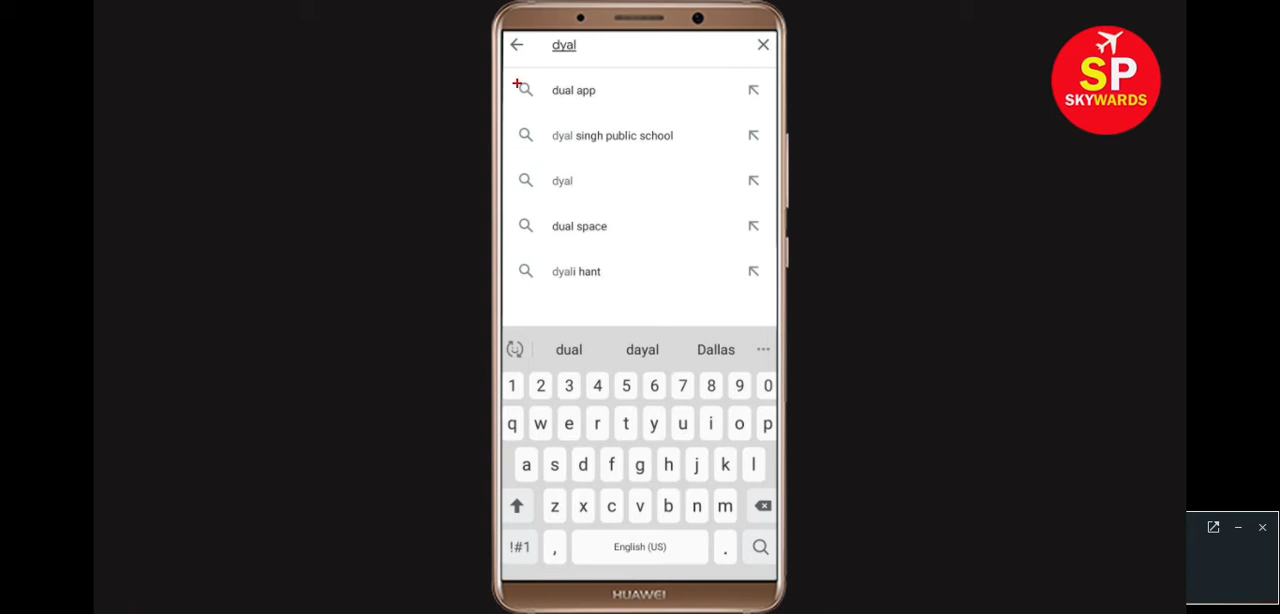 dyal
dual app
dyal singh public school
dyal
dual space
dyali hant
dual dayal Dallas
1 2 3 4 5 6 7 8 9 0
q w e r t y u i o p
a s d f g h j k l
z x c v b n m
!#1 , English (US) .
HUAWEI
SP
SKYWARDS